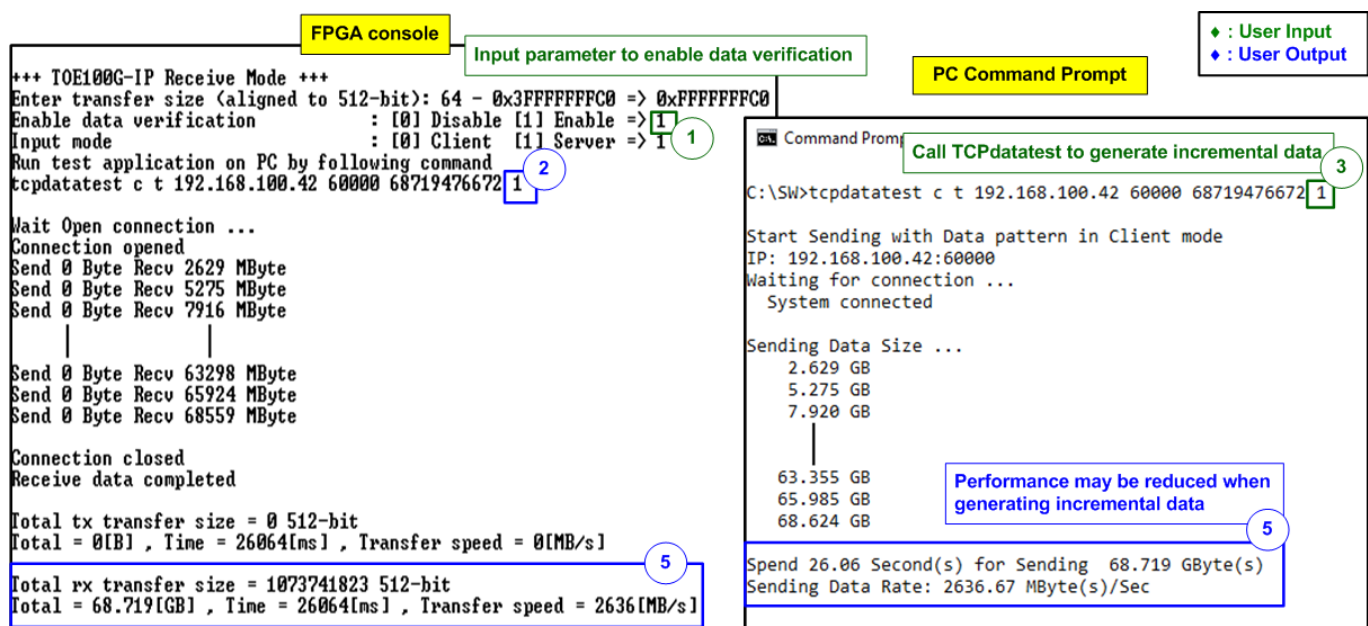 FPGA console
Input parameter to enable data verification
♦ : User Input
♦ : User Output
PC Command Prompt
+++ TOE100G-IP Receive Mode +++
Enter transfer size (aligned to 512-bit): 64 - 0x3FFFFFFFC0 => 0xFFFFFFFC0
Enable data verification : [0] Disable [1] Enable => 1
1
Input mode : [0] Client [1] Server => 1
Run test application on PC by following command
2
tcpdatatest c t 192.168.100.42 60000 68719476672 1
Wait Open connection ...
Connection opened
Send 0 Byte Recv 2629 MByte
Send 0 Byte Recv 5275 MByte
Send 0 Byte Recv 7916 MByte
Send 0 Byte Recv 63298 MByte
Send 0 Byte Recv 65924 MByte
Send 0 Byte Recv 68559 MByte
Connection closed
Receive data completed
Total tx transfer size = 0 512-bit
Total = 0[B] , Time = 26064[ms] , Transfer speed = 0[MB/s]
5
Total rx transfer size = 1073741823 512-bit
Total = 68.719[GB] , Time = 26064[ms] , Transfer speed = 2636[MB/s]
C:\. Command Promp
Call TCPdatatest to generate incremental data
3
C:\SW>tcpdatatest c t 192.168.100.42 60000 68719476672 1
Start Sending with Data pattern in Client mode
IP: 192.168.100.42:60000
Waiting for connection ...
System connected
Sending Data Size ...
2.629 GB
5.275 GB
7.920 GB
63.355 GB
65.985 GB
68.624 GB
Performance may be reduced when
generating incremental data
5
Spend 26.06 Second(s) for Sending 68.719 GByte(s)
Sending Data Rate: 2636.67 MByte(s)/Sec